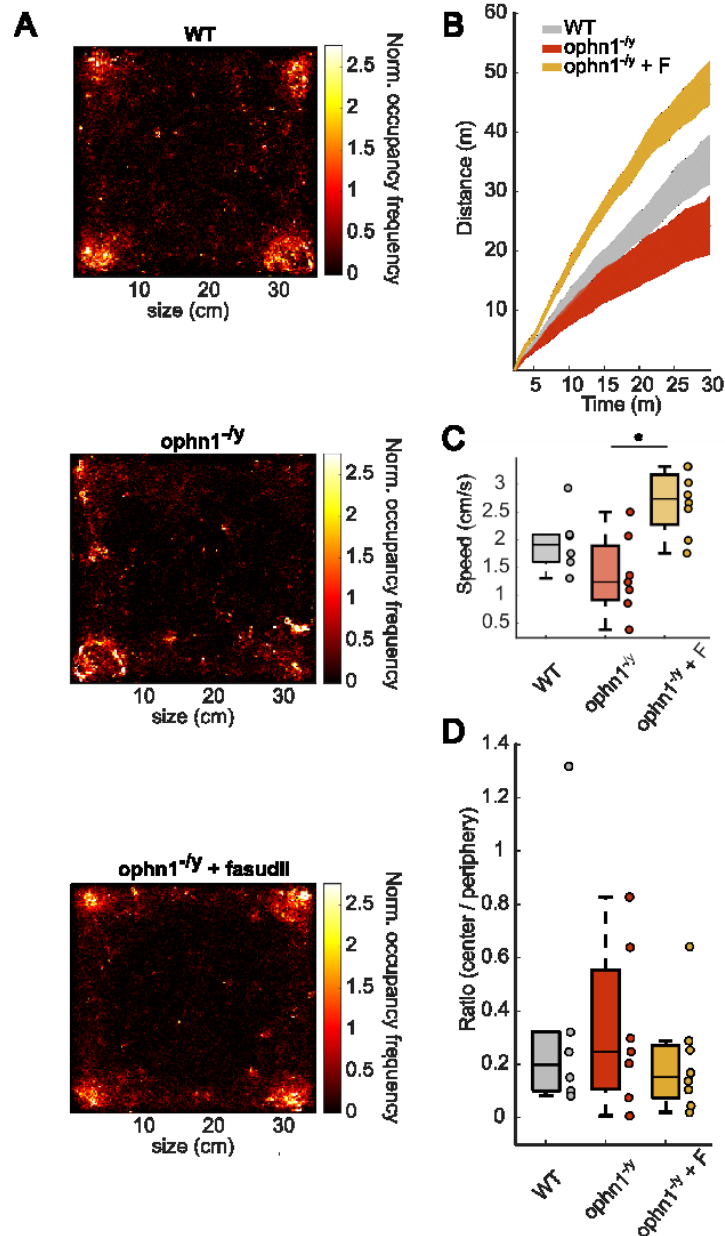 A
WT
2.5
2
1.5
1
0.5
0
Norm. occupancy frequency
10 20 30
size (cm)
ophn1-/y
2.5
2
1.5
1
0.5
0
Norm. occupancy frequency
10 20 30
size (cm)
ophn1-/y + fasudil
2.5
2
1.5
1
0.5
0
Norm. occupancy frequency
10 20 30
size (cm)
B
WT
ophn1-/y
ophn1-/y + F
60
50
40
30
20
10
Distance (m)
5 10 15 20 25 30
Time (m)
C
*
3
2.5
2
1.5
1
0.5
Speed (cm/s)
WT
ophn1-/y
ophn1-/y + F
D
1.4
1.2
1
0.8
0.6
0.4
0.2
0
Ratio (center / periphery)
WT
ophn1-/y
ophn1-/y + F